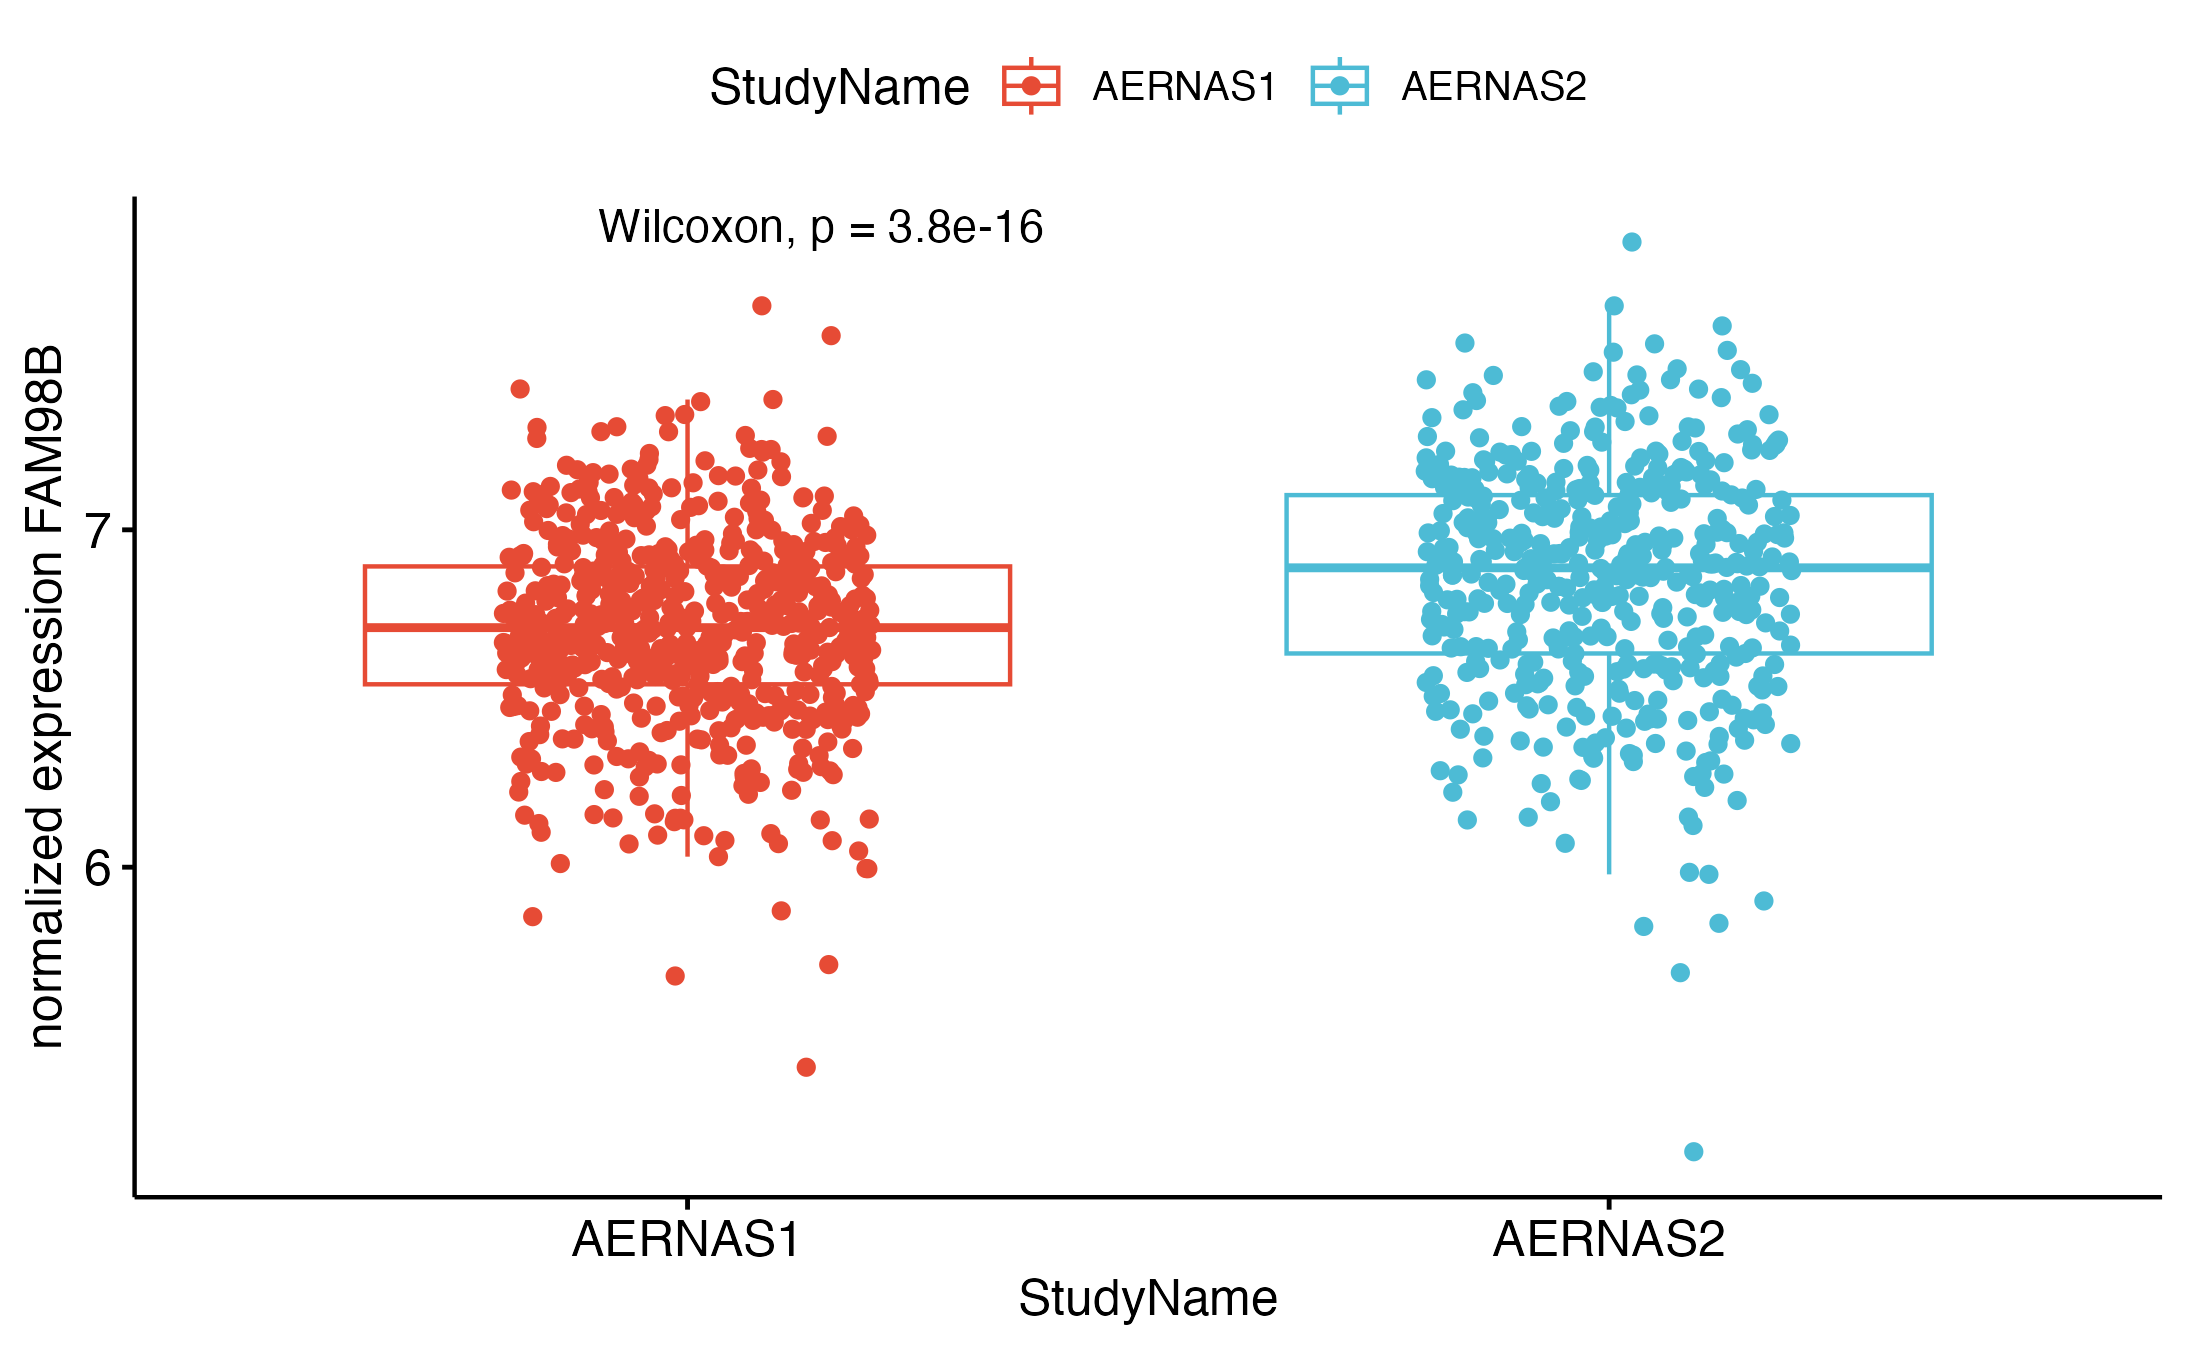 StudyName AERNAS1 AERNAS2
Wilcoxon, p = 3.8e-16
normalized expression FAM98B
7
6
AERNAS1 AERNAS2
StudyName